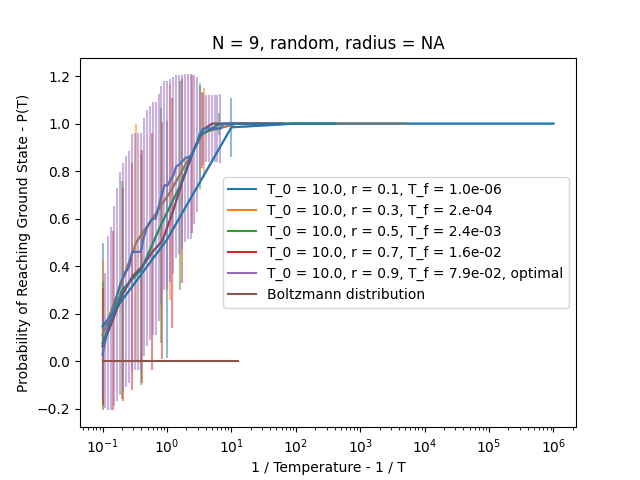 N = 9, random, radius = NA
Probability of Reaching Ground State - P(T)
1.2
1.0
0.8
0.6
0.4
0.2
0.0
−0.2
T_0 = 10.0, r = 0.1, T_f = 1.0e-06
T_0 = 10.0, r = 0.3, T_f = 2.e-04
T_0 = 10.0, r = 0.5, T_f = 2.4e-03
T_0 = 10.0, r = 0.7, T_f = 1.6e-02
T_0 = 10.0, r = 0.9, T_f = 7.9e-02, optimal
Boltzmann distribution
10⁻¹ 10⁰ 10¹ 10² 10³ 10⁴ 10⁵ 10⁶
1 / Temperature - 1 / T